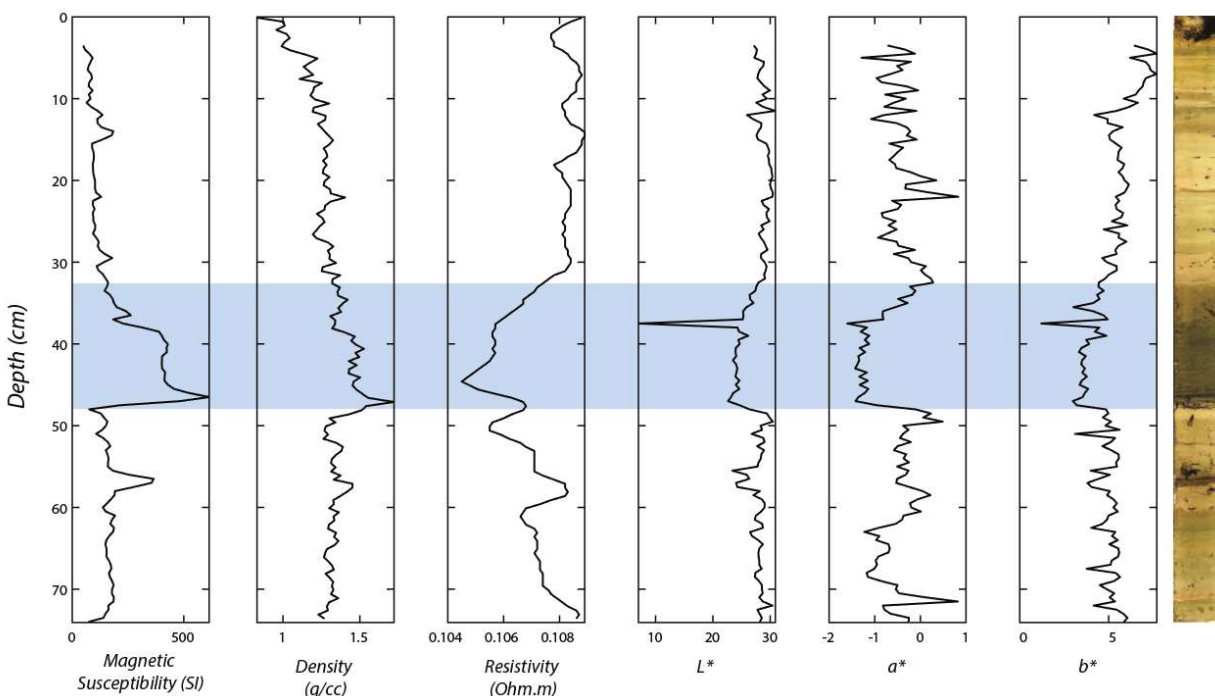 Depth (cm)
0
10
20
30
40
50
60
70
0 500
Magnetic
Susceptibility (SI)
1 1.5
Density
(g/cc)
0.104 0.106 0.108
Resistivity
(Ohm.m)
10 20 30
L*
-2 -1 0 1
a*
0 5
b*